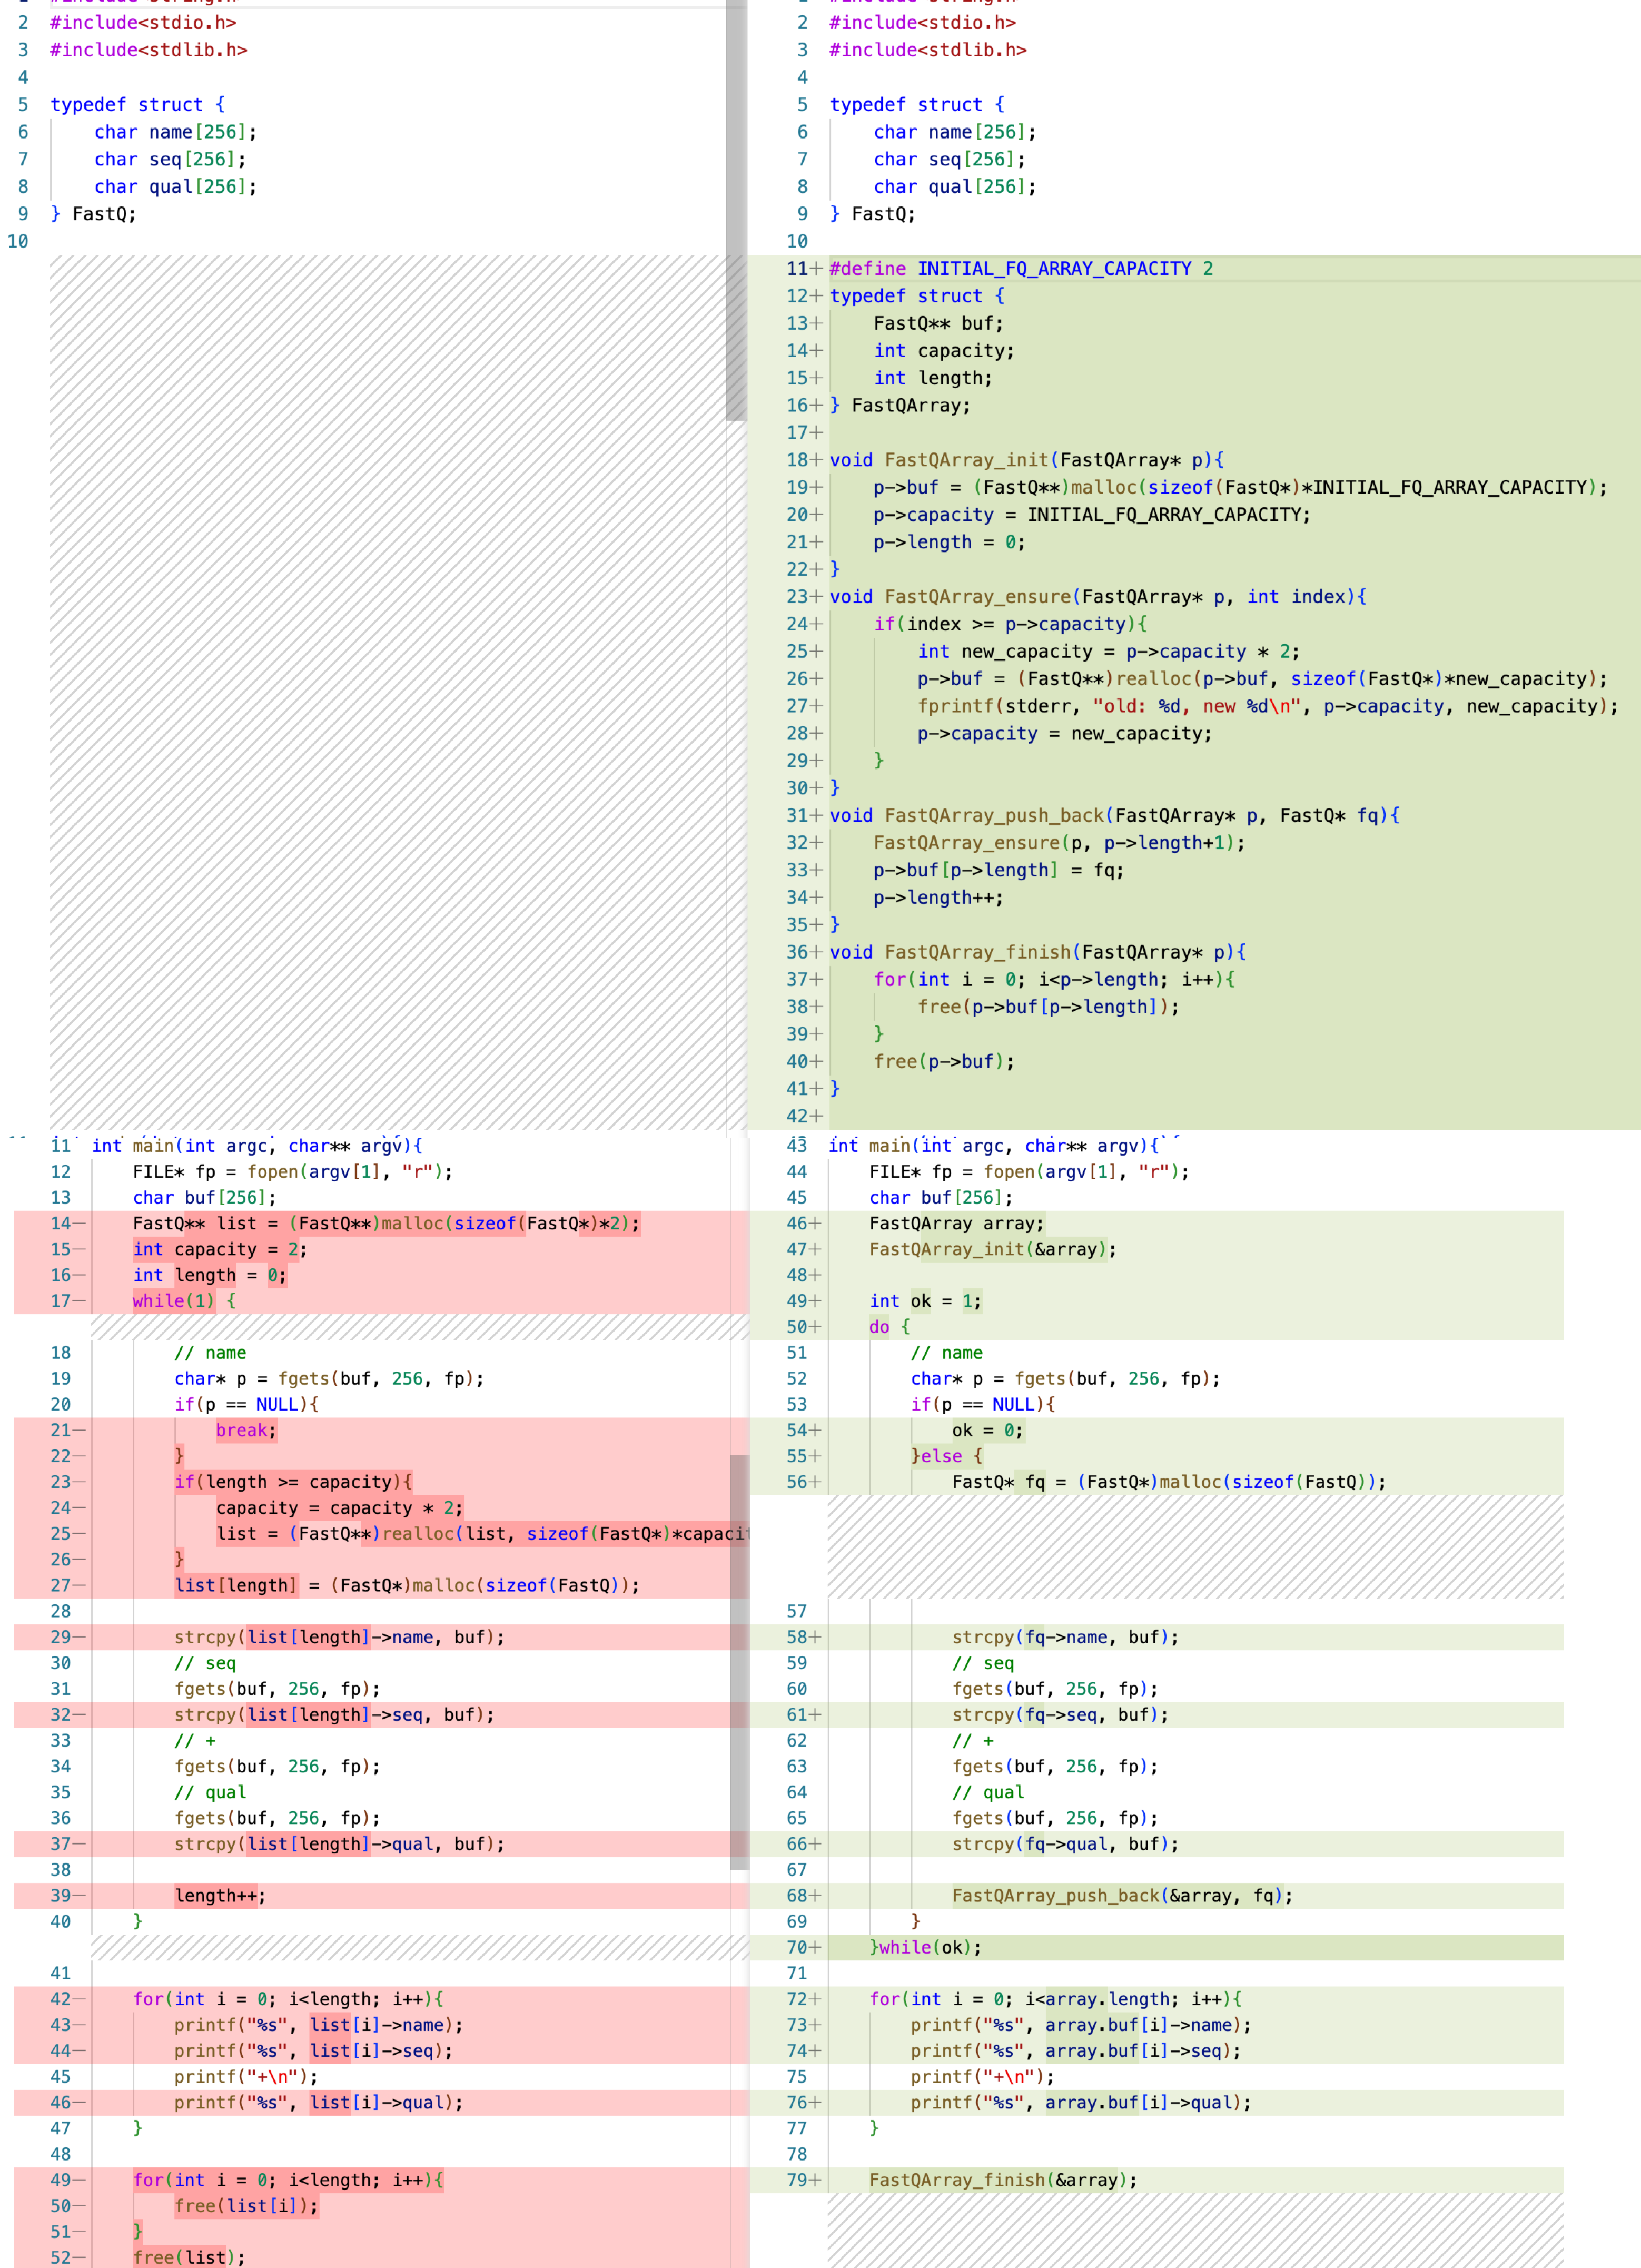 2 #include<stdio.h>
3 #include<stdlib.h>
4
5 typedef struct {
6 char name[256];
7 char seq[256];
8 char qual[256];
9 } FastQ;
10
11 int main(int argc, char** argv){
12 FILE* fp = fopen(argv[1], "r");
13 char buf[256];
14— FastQ** list = (FastQ**)malloc(sizeof(FastQ*)*2);
15— int capacity = 2;
16— int length = 0;
17— while(1) {
18 // name
19 char* p = fgets(buf, 256, fp);
20 if(p == NULL){
21— break;
22— }
23— if(length >= capacity){
24— capacity = capacity * 2;
25— list = (FastQ**)realloc(list, sizeof(FastQ*)*capacit
26— }
27— list[length] = (FastQ*)malloc(sizeof(FastQ));
28
29— strcpy(list[length]->name, buf);
30 // seq
31 fgets(buf, 256, fp);
32— strcpy(list[length]->seq, buf);
33 // +
34 fgets(buf, 256, fp);
35 // qual
36 fgets(buf, 256, fp);
37— strcpy(list[length]->qual, buf);
38
39— length++;
40 }
41
42— for(int i = 0; i<length; i++){
43— printf("%s", list[i]->name);
44— printf("%s", list[i]->seq);
45 printf("+\n");
46— printf("%s", list[i]->qual);
47 }
48
49— for(int i = 0; i<length; i++){
50— free(list[i]);
51— }
52— free(list);
2 #include<stdio.h>
3 #include<stdlib.h>
4
5 typedef struct {
6 char name[256];
7 char seq[256];
8 char qual[256];
9 } FastQ;
10
11+ #define INITIAL_FQ_ARRAY_CAPACITY 2
12+ typedef struct {
13+ FastQ** buf;
14+ int capacity;
15+ int length;
16+ } FastQArray;
17+
18+ void FastQArray_init(FastQArray* p){
19+ p->buf = (FastQ**)malloc(sizeof(FastQ*)*INITIAL_FQ_ARRAY_CAPACITY);
20+ p->capacity = INITIAL_FQ_ARRAY_CAPACITY;
21+ p->length = 0;
22+ }
23+ void FastQArray_ensure(FastQArray* p, int index){
24+ if(index >= p->capacity){
25+ int new_capacity = p->capacity * 2;
26+ p->buf = (FastQ**)realloc(p->buf, sizeof(FastQ*)*new_capacity);
27+ fprintf(stderr, "old: %d, new %d\n", p->capacity, new_capacity);
28+ p->capacity = new_capacity;
29+ }
30+ }
31+ void FastQArray_push_back(FastQArray* p, FastQ* fq){
32+ FastQArray_ensure(p, p->length+1);
33+ p->buf[p->length] = fq;
34+ p->length++;
35+ }
36+ void FastQArray_finish(FastQArray* p){
37+ for(int i = 0; i<p->length; i++){
38+ free(p->buf[p->length]);
39+ }
40+ free(p->buf);
41+ }
42+
43 int main(int argc, char** argv){
44 FILE* fp = fopen(argv[1], "r");
45 char buf[256];
46+ FastQArray array;
47+ FastQArray_init(&array);
48+
49+ int ok = 1;
50+ do {
51 // name
52 char* p = fgets(buf, 256, fp);
53 if(p == NULL){
54+ ok = 0;
55+ }else {
56+ FastQ* fq = (FastQ*)malloc(sizeof(FastQ));
57
58+ strcpy(fq->name, buf);
59 // seq
60 fgets(buf, 256, fp);
61+ strcpy(fq->seq, buf);
62 // +
63 fgets(buf, 256, fp);
64 // qual
65 fgets(buf, 256, fp);
66+ strcpy(fq->qual, buf);
67
68+ FastQArray_push_back(&array, fq);
69 }
70+ }while(ok);
71
72+ for(int i = 0; i<array.length; i++){
73+ printf("%s", array.buf[i]->name);
74+ printf("%s", array.buf[i]->seq);
75 printf("+\n");
76+ printf("%s", array.buf[i]->qual);
77 }
78
79+ FastQArray_finish(&array);